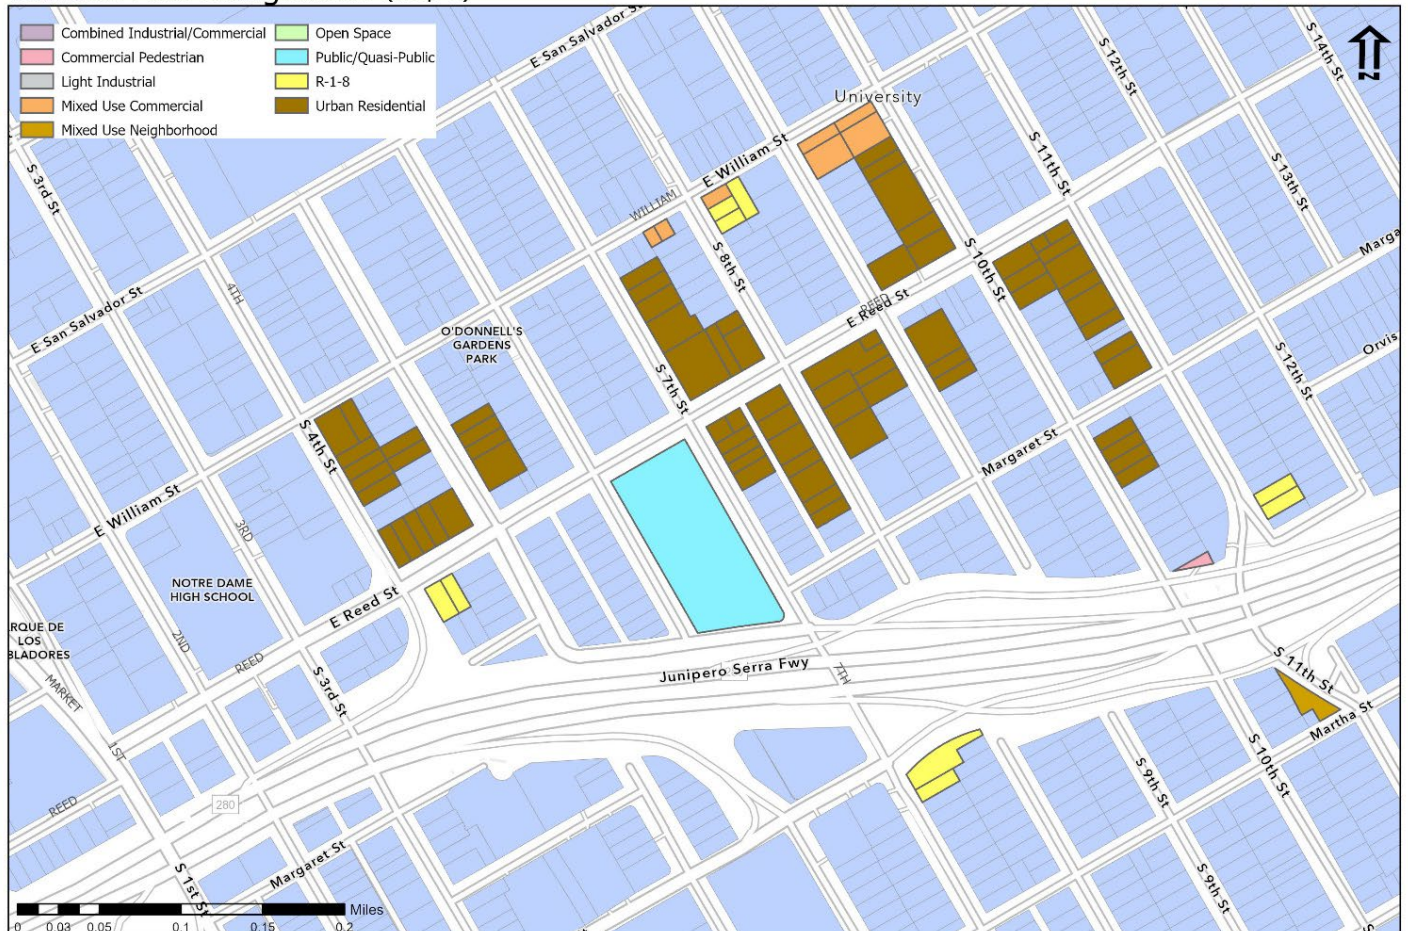 Combined Industrial/Commercial
Commercial Pedestrian
Light Industrial
Mixed Use Commercial
Mixed Use Neighborhood
Open Space
Public/Quasi-Public
R-1-8
Urban Residential
N
E San Salvador St
S 12th St
S 14th St
University
S 3rd St
E William St
S 11th St
S 13th St
WILLIAM
S 8th St
4TH
E San Salvador St
S 10th St
REED
E Reed St
O'DONNELL'S
GARDENS
PARK
S 7th St
S 12th St
S 4th St
Margaret St
E William St
3RD
NOTRE DAME
HIGH SCHOOL
E Reed St
2ND
REED
LOS
MARKET
S 3rd St
Junipero Serra Fwy
7TH
S 11th St
Martha St
1ST
S 10th St
S 9th St
280
REED
Margaret St
S 1st St
S 9th St
0 0.03 0.05 0.1 0.15 0.2 Miles